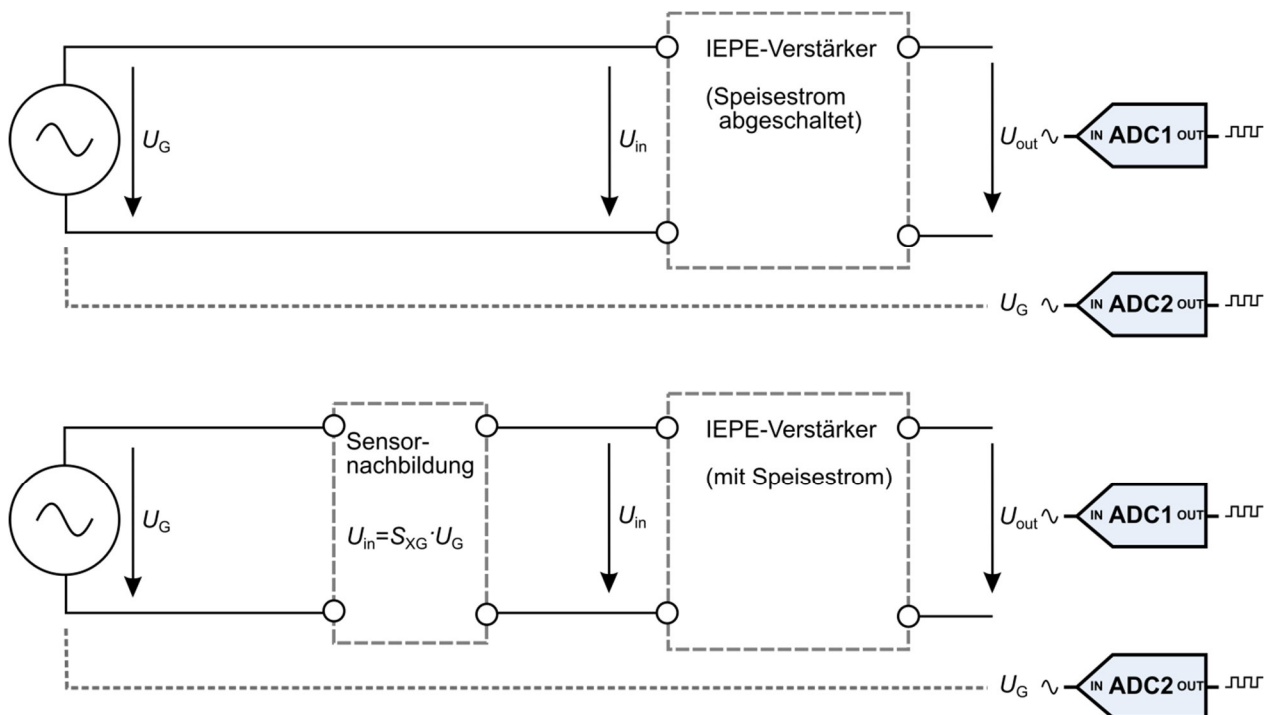 IEPE-Verstärker
(Speisestrom
abgeschaltet)
U_G
U_in
U_out
IN ADC1 OUT
U_G
IN ADC2 OUT
Sensor-
nachbildung
U_in=S_XG·U_G
IEPE-Verstärker
(mit Speisestrom)
U_G
U_in
U_out
IN ADC1 OUT
U_G
IN ADC2 OUT